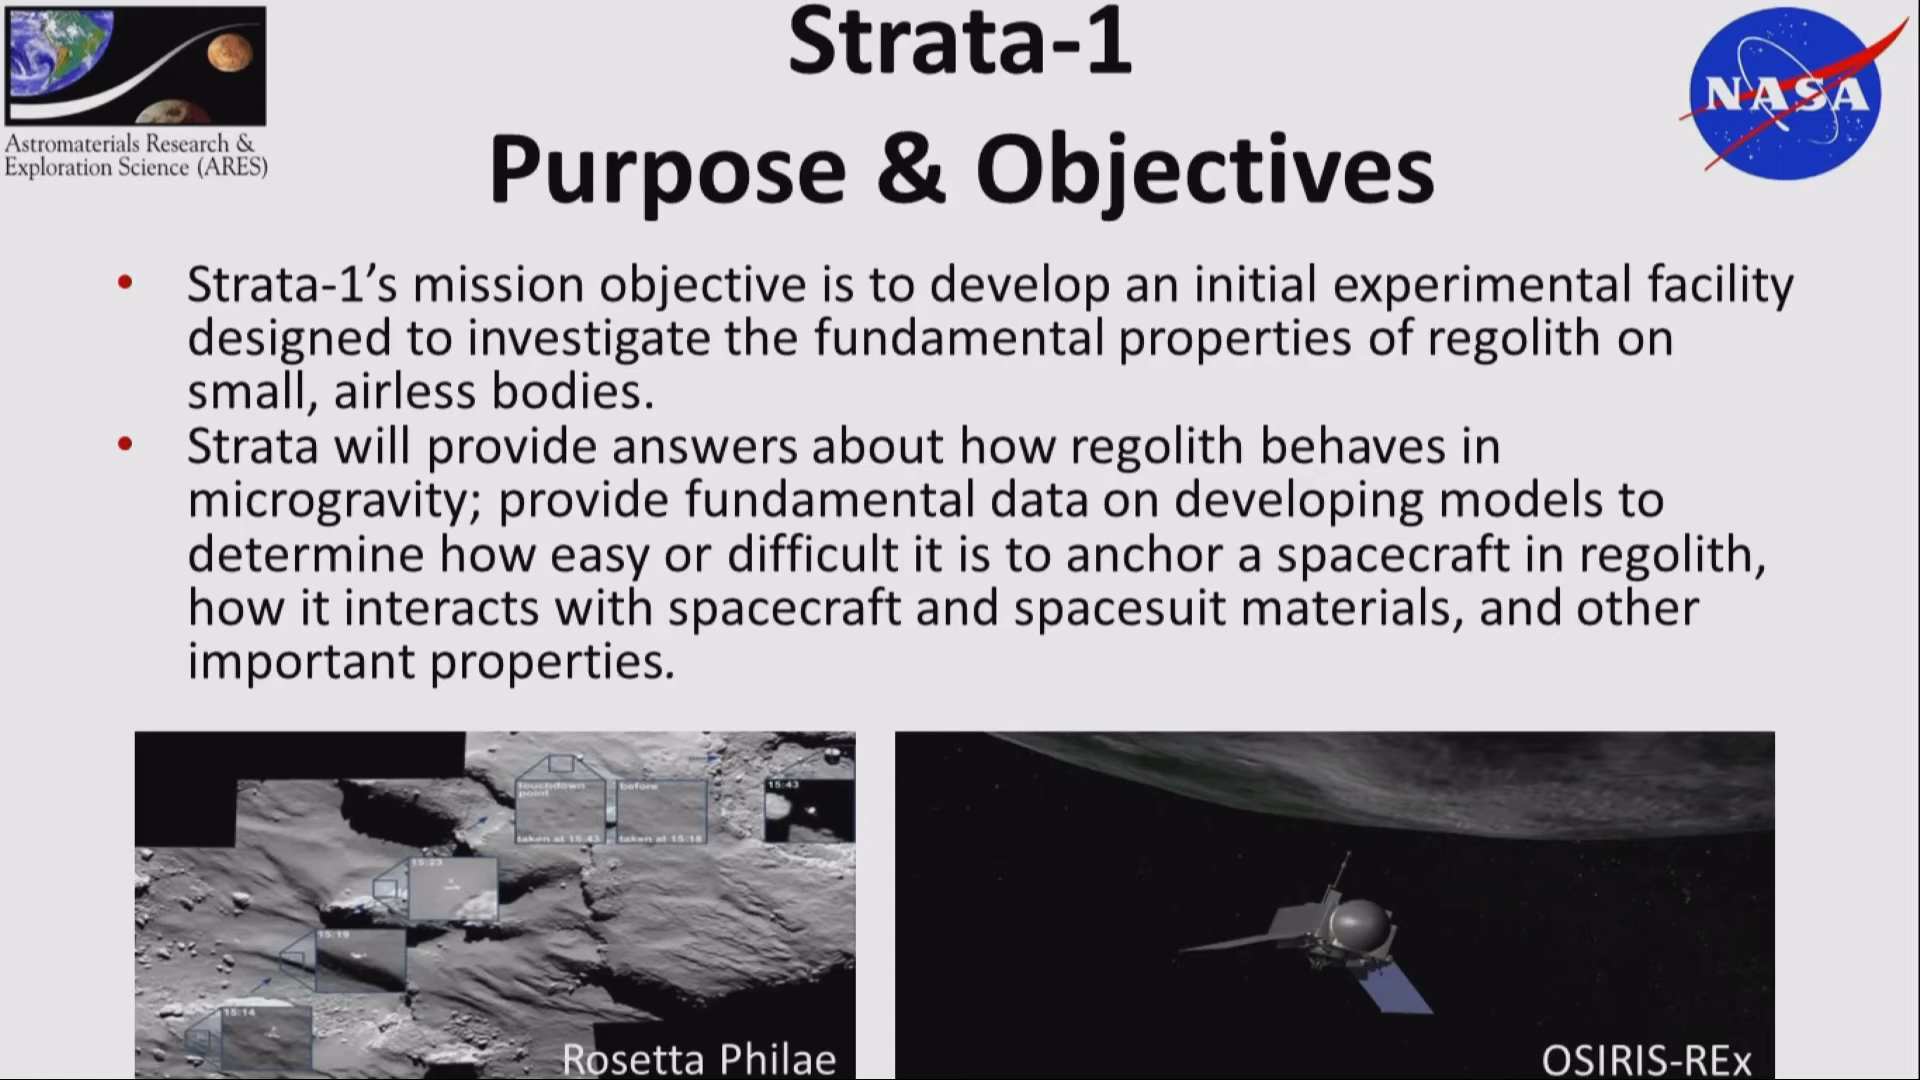 Strata-1
Purpose & Objectives
Astromaterials Research &
Exploration Science (ARES)
NASA
• Strata-1’s mission objective is to develop an initial experimental facility
designed to investigate the fundamental properties of regolith on
small, airless bodies.
• Strata will provide answers about how regolith behaves in
microgravity; provide fundamental data on developing models to
determine how easy or difficult it is to anchor a spacecraft in regolith,
how it interacts with spacecraft and spacesuit materials, and other
important properties.
touchdown
point
taken at 15:43
before
taken at 15:18
15:43
15:23
15:19
15:14
Rosetta Philae
OSIRIS-REx